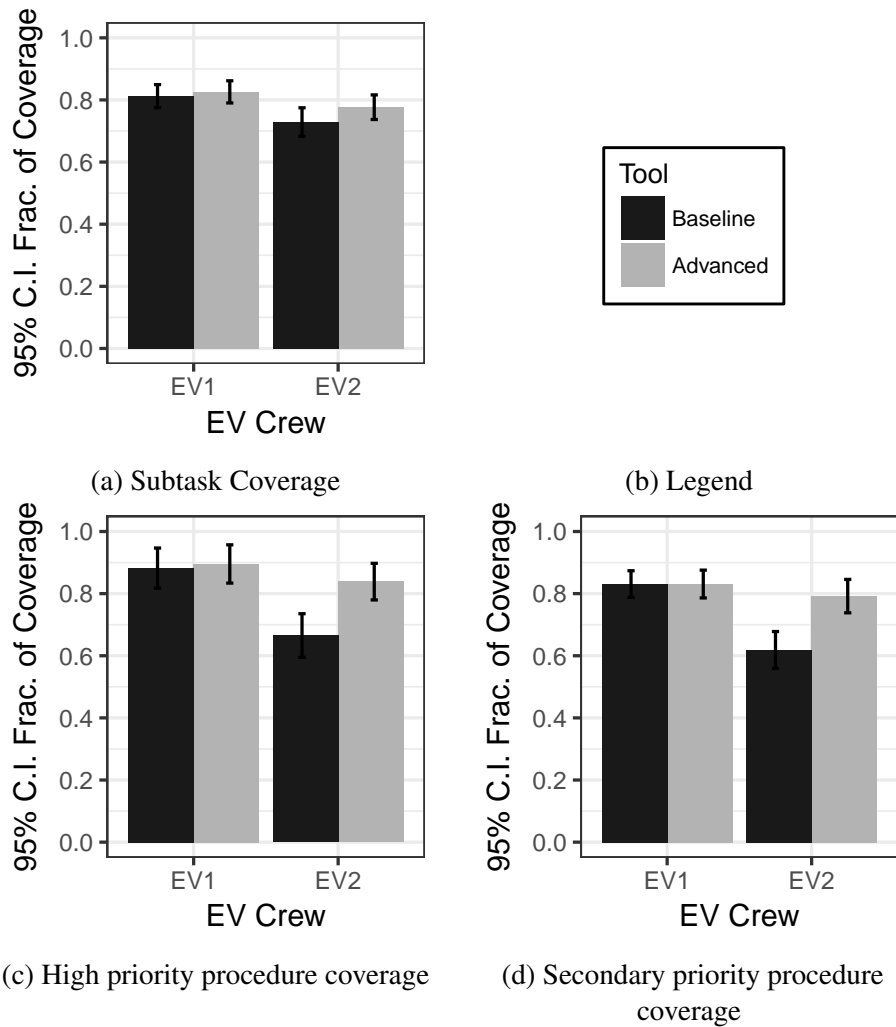 1.0
0.8
0.6
0.4
0.2
0.0
95% C.I. Frac. of Coverage
EV1 EV2
EV Crew
(a) Subtask Coverage
Tool
Baseline
Advanced
(b) Legend
1.0
0.8
0.6
0.4
0.2
0.0
95% C.I. Frac. of Coverage
EV1 EV2
EV Crew
(c) High priority procedure coverage
1.0
0.8
0.6
0.4
0.2
0.0
95% C.I. Frac. of Coverage
EV1 EV2
EV Crew
(d) Secondary priority procedure
coverage